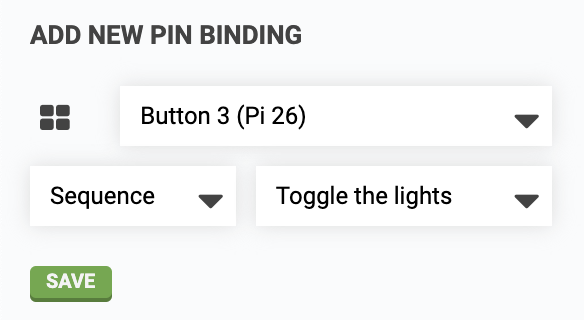 ADD NEW PIN BINDING
Button 3 (Pi 26)
Sequence
Toggle the lights
SAVE